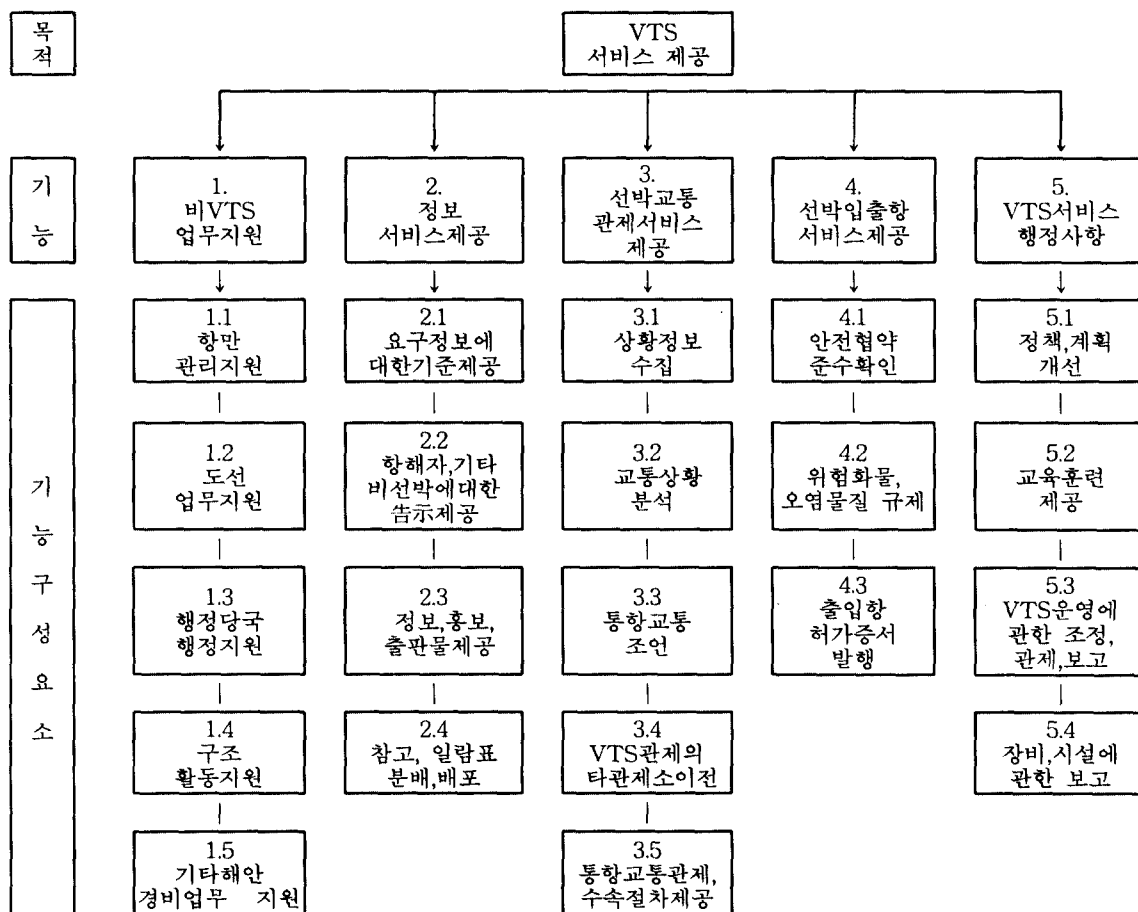 목
적
VTS
서비스 제공
기
능
1.
비VTS
업무지원
2.
정보
서비스제공
3.
선박교통
관제서비스
제공
4.
선박입출항
서비스제공
5.
VTS서비스
행정사항
기
능
구
성
요
소
1.1
항만
관리지원
2.1
요구정보에
대한기준제공
3.1
상황정보
수집
4.1
안전협약
준수확인
5.1
정책,계획
개선
1.2
도선
업무지원
2.2
항해자,기타
비선박에대한
告示제공
3.2
교통상황
분석
4.2
위험화물,
오염물질 규제
5.2
교육훈련
제공
1.3
행정당국
행정지원
2.3
정보,홍보,
출판물제공
3.3
통항교통
조언
4.3
출입항
허가증서
발행
5.3
VTS운영에
관한 조정,
관제,보고
1.4
구조
활동지원
2.4
참고, 일람표
분배,배포
3.4
VTS관제의
타관제소이전
5.4
장비,시설에
관한 보고
1.5
기타해안
경비업무 지원
3.5
통항교통관제,
수속절차제공